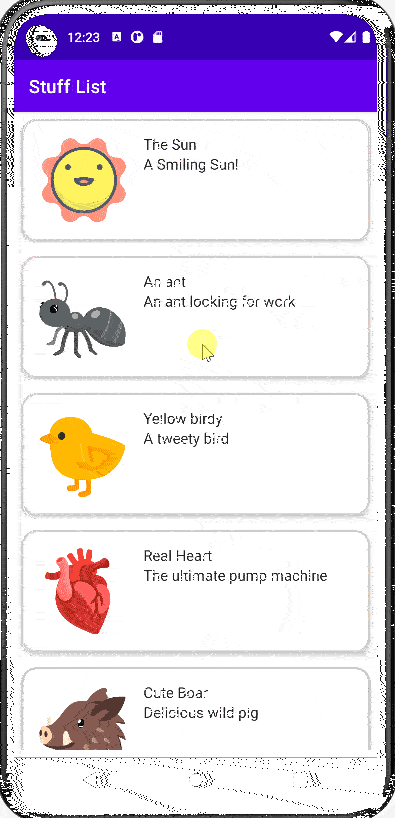 12:23
Stuff List
The Sun
A Smiling Sun!
An ant
An ant looking for work
Yellow birdy
A tweety bird
Real Heart
The ultimate pump machine
Cute Boar
Delicious wild pig